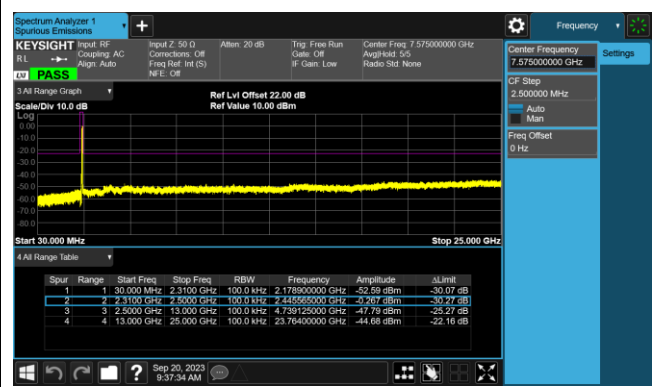 Spectrum Analyzer 1
Spurious Emissions
Frequency
KEYSIGHT
Input: RF
Input Z: 50 Ω
Atten: 20 dB
Trig: Free Run
Center Freq: 7.575000000 GHz
R L
Coupling: AC
Corrections: Off
Gate: Off
Avg|Hold: 5/5
Align: Auto
Freq Ref: Int (S)
IF Gain: Low
Radio Std: None
LW
PASS
NFE: Off
Center Frequency
7.575000000 GHz
Settings
CF Step
2.500000 MHz
Auto
Man
Freq Offset
0 Hz
3 All Range Graph
Ref Lvl Offset 22.00 dB
Scale/Div 10.0 dB
Ref Value 10.00 dBm
Log
0.00
-10.0
-20.0
-30.0
-40.0
-50.0
-60.0
-70.0
-80.0
Start 30.000 MHz
Stop 25.000 GHz
4 All Range Table
Spur Range Start Freq Stop Freq RBW Frequency Amplitude ΔLimit
1 1 30.000 MHz 2.3100 GHz 100.0 kHz 2.178900000 GHz -52.59 dBm -30.07 dB
2 2 2.3100 GHz 2.5000 GHz 100.0 kHz 2.445565000 GHz -0.267 dBm -30.27 dB
3 3 2.5000 GHz 13.000 GHz 100.0 kHz 4.739125000 GHz -47.79 dBm -25.27 dB
4 4 13.000 GHz 25.000 GHz 100.0 kHz 23.76400000 GHz -44.68 dBm -22.16 dB
Sep 20, 2023
9:37:34 AM